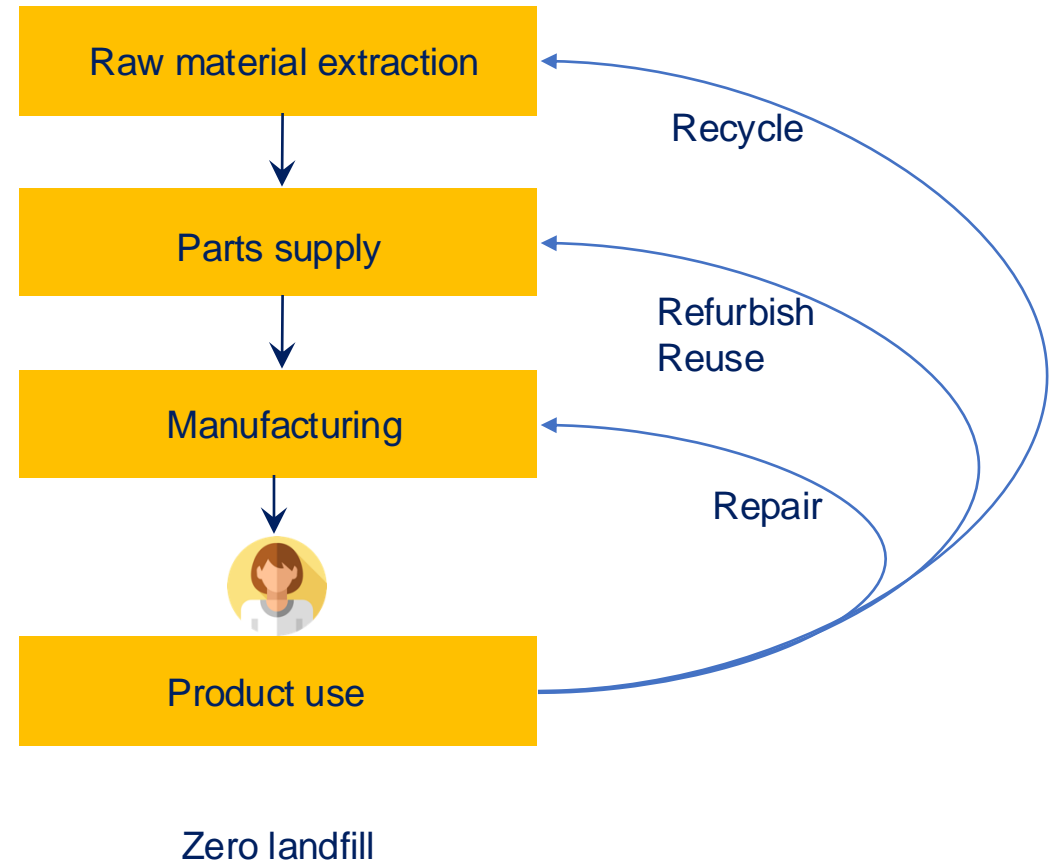 Raw material extraction
Recycle
Parts supply
Refurbish
Reuse
Manufacturing
Repair
Product use
Zero landfill